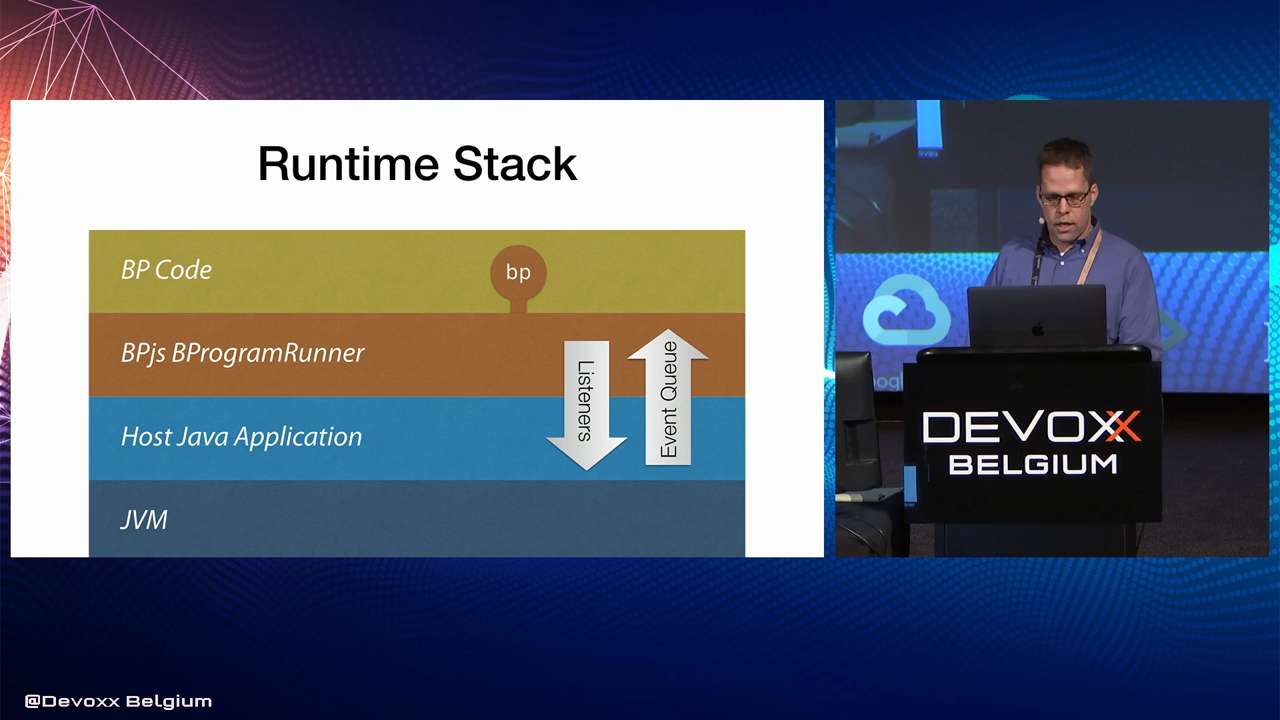 Runtime Stack
BP Code
bp
BPjs BProgramRunner
Listeners
Event Queue
Host Java Application
JVM
DEVOXX
BELGIUM
@Devoxx Belgium